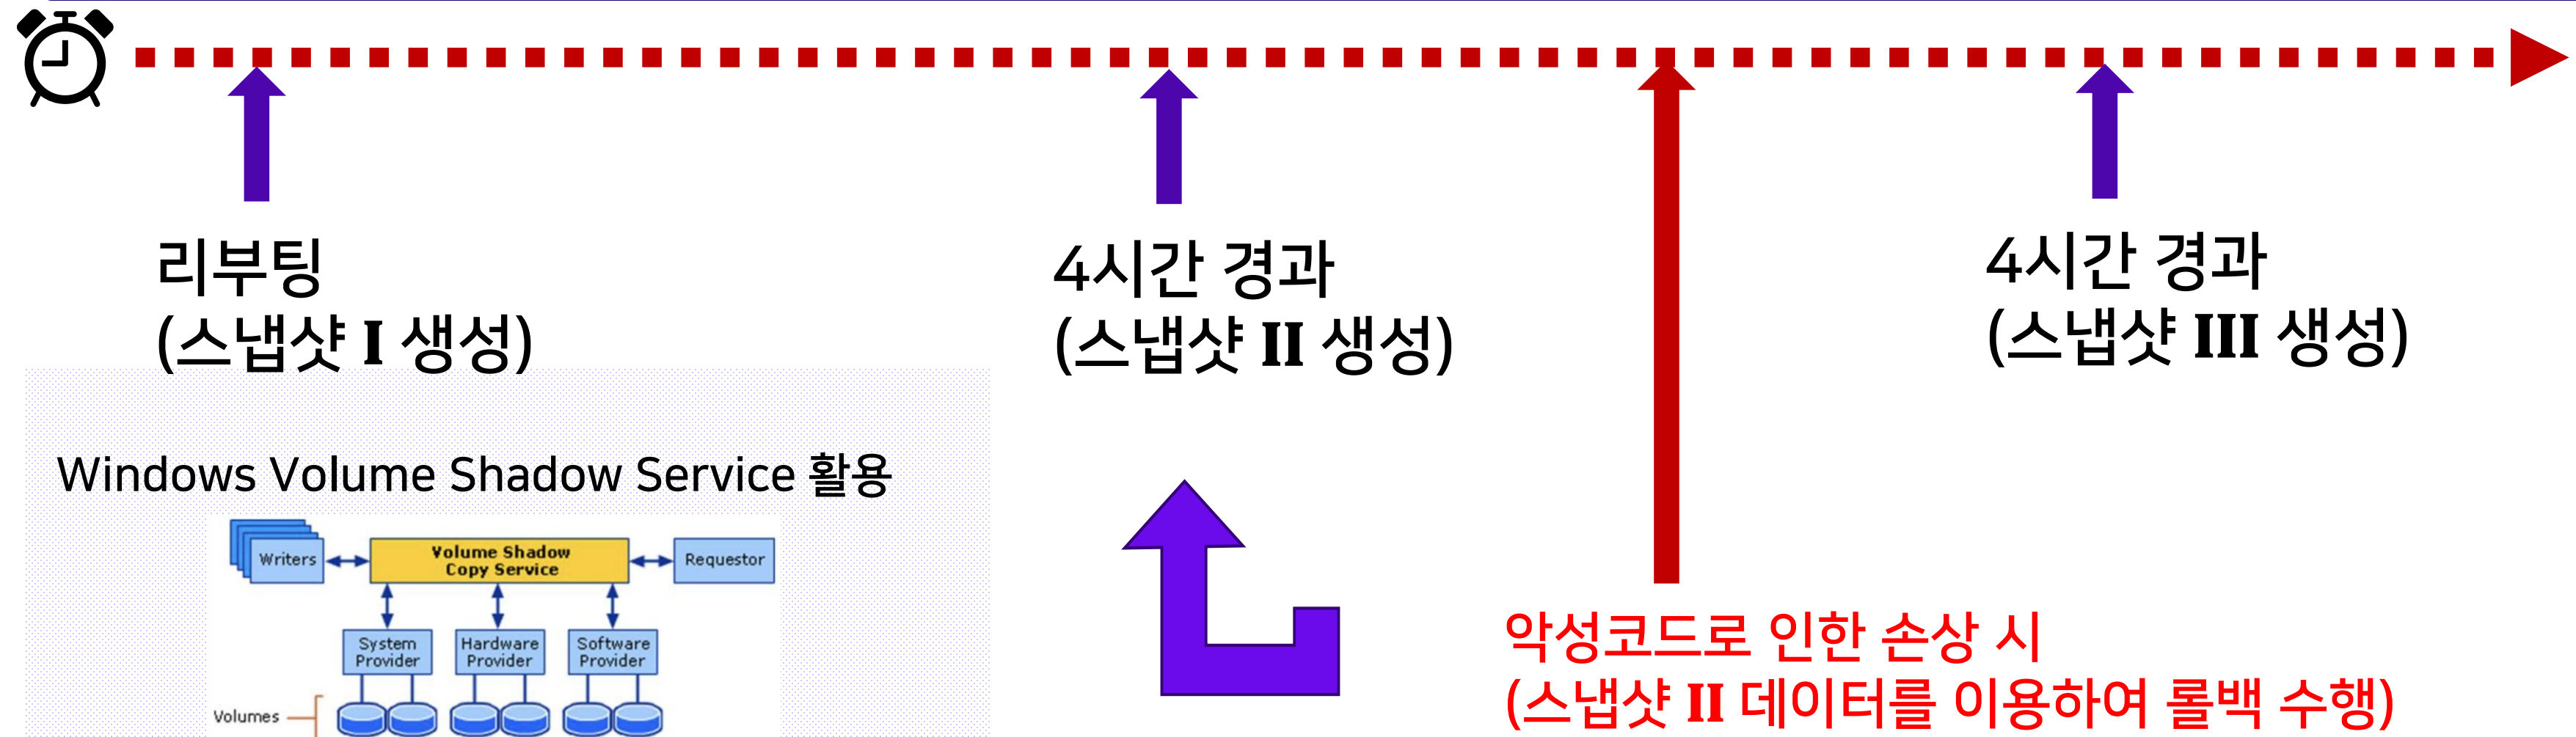 리부팅
(스냅샷 I 생성)
4시간 경과
(스냅샷 II 생성)
4시간 경과
(스냅샷 III 생성)
Windows Volume Shadow Service 활용
Writers
Volume Shadow
Copy Service
Requestor
System
Provider
Hardware
Provider
Software
Provider
Volumes
악성코드로 인한 손상 시
(스냅샷 II 데이터를 이용하여 롤백 수행)